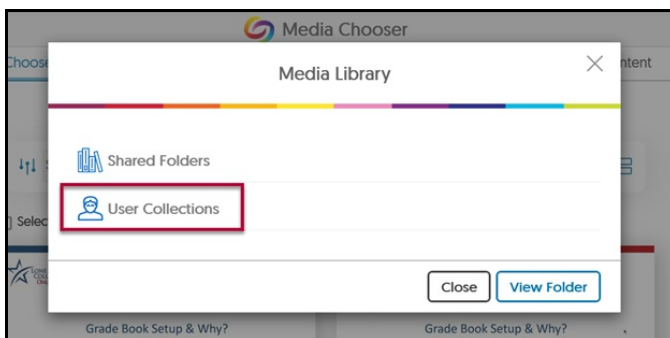 Media Chooser
Choose
ntent
Media Library
Shared Folders
User Collections
Selec
Close
View Folder
Grade Book Setup & Why?
Grade Book Setup & Why?